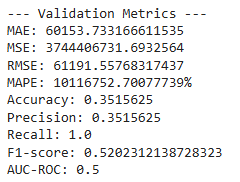 --- Validation Metrics ---
MAE: 60153.733166611535
MSE: 3744406731.6932564
RMSE: 61191.55768317437
MAPE: 10116752.70077739%
Accuracy: 0.3515625
Precision: 0.3515625
Recall: 1.0
F1-score: 0.5202312138728323
AUC-ROC: 0.5